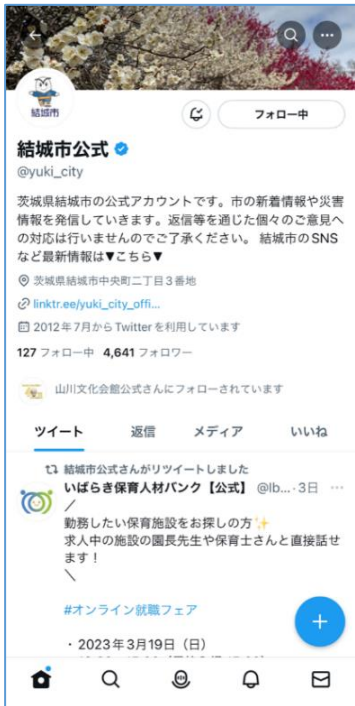 結城市
フォロー中
結城市公式
@yuki_city
茨城県結城市の公式アカウントです。市の新着情報や災害
情報を発信していきます。返信等を通じた個々のご意見へ
の対応は行いませんのでご了承ください。 結城市のSNS
など最新情報は▼こちら▼
茨城県結城市中央町二丁目3番地
linktr.ee/yuki_city_offi...
2012年7月からTwitterを利用しています
127 フォロー中 4,641 フォロワー
山川文化会館公式さんにフォローされています
ツイート 返信 メディア いいね
結城市公式さんがリツイートしました
いばらき保育人材バンク【公式】 @Ib... · 3日
/
勤務したい保育施設をお探しの方✨
求人中の施設の園長先生や保育士さんと直接話せ
ます！
\
#オンライン就職フェア
・2023年3月19日（日）